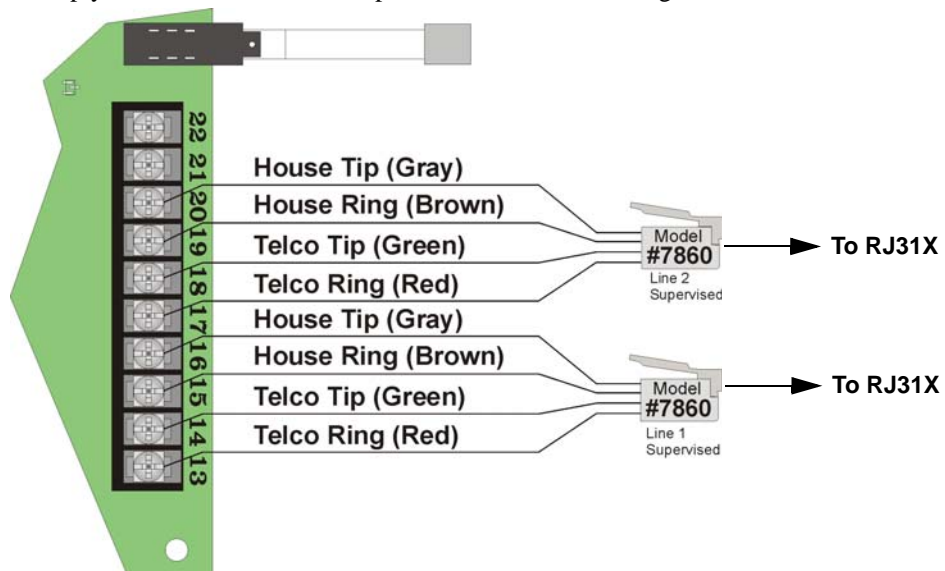 22
21
20
19
18
17
16
15
14
13
House Tip (Gray)
House Ring (Brown)
Telco Tip (Green)
Telco Ring (Red)
House Tip (Gray)
House Ring (Brown)
Telco Tip (Green)
Telco Ring (Red)
Model
#7860
Line 2
Supervised
To RJ31X
Model
#7860
Line 1
Supervised
To RJ31X